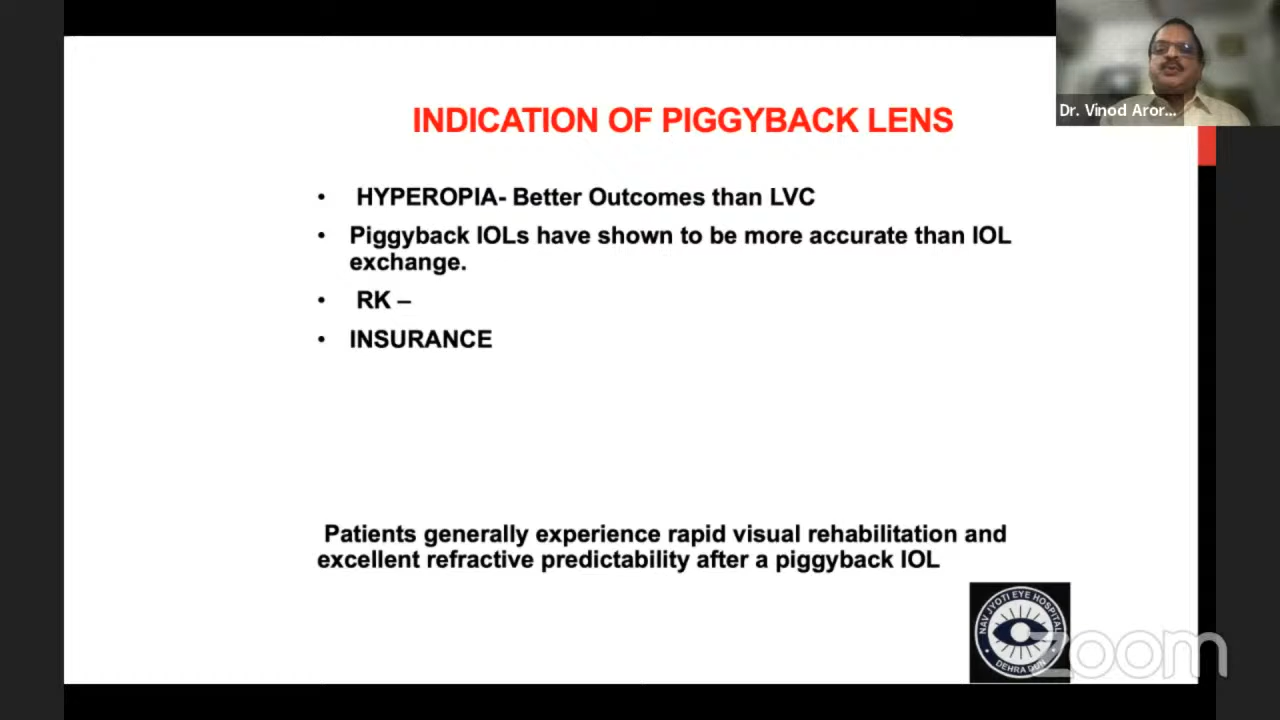 Dr. Vinod Aror...
INDICATION OF PIGGYBACK LENS
• HYPEROPIA- Better Outcomes than LVC
• Piggyback IOLs have shown to be more accurate than IOL
exchange.
• RK –
• INSURANCE
Patients generally experience rapid visual rehabilitation and
excellent refractive predictability after a piggyback IOL
NAV JYOTI EYE HOSPITAL
DEHRA DUN
zoom